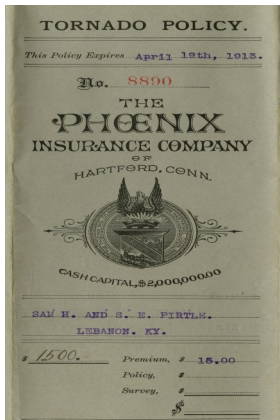 TORNADO POLICY.
This Policy Expires April 19th, 1913.
No. 8890
THE
PHŒNIX
INSURANCE COMPANY
OF
HARTFORD, CONN.
CASH CAPITAL, $2,000,000.00
SAM H. AND S. E. PIRTLE.
LEBANON. KY.
$ 1500. Premium, $ 15.00
Policy, $
Survey, $
$